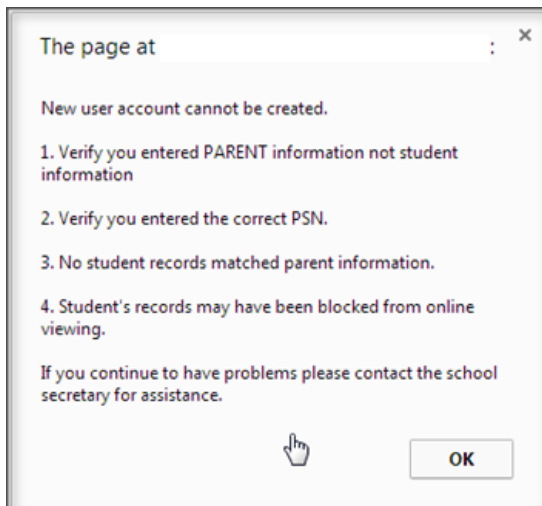 The page at :
New user account cannot be created.
1. Verify you entered PARENT information not student
information
2. Verify you entered the correct PSN.
3. No student records matched parent information.
4. Student's records may have been blocked from online
viewing.
If you continue to have problems please contact the school
secretary for assistance.
OK